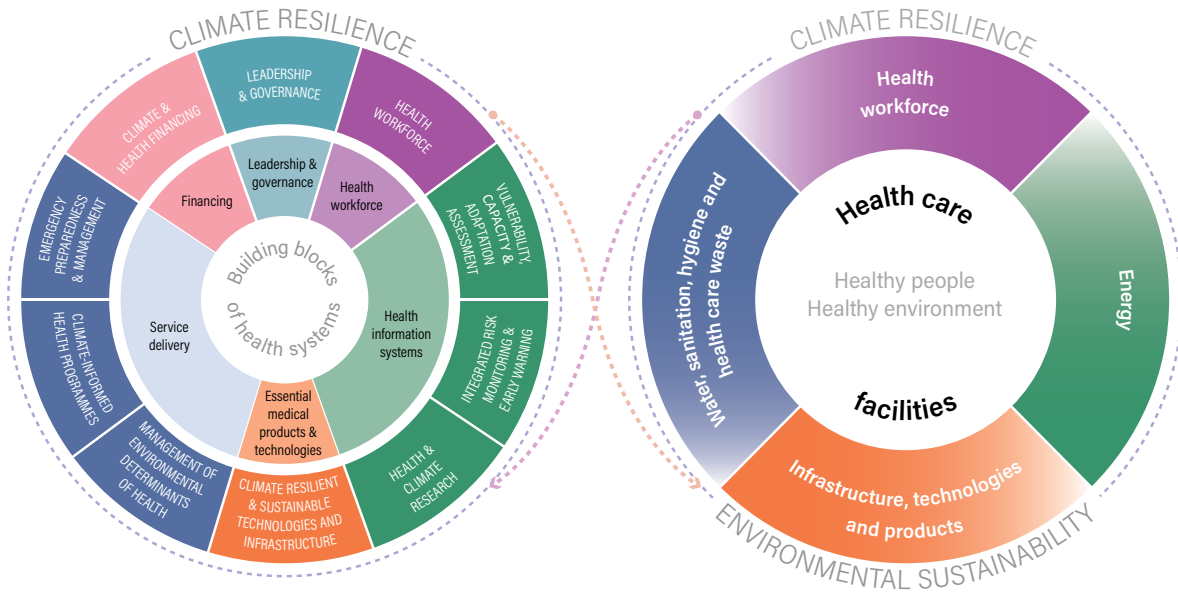 CLIMATE RESILIENCE
LEADERSHIP
& GOVERNANCE
HEALTH
WORKFORCE
VULNERABILITY,
CAPACITY &
ADAPTATION
ASSESSMENT
INTEGRATED RISK
MONITORING &
EARLY WARNING
HEALTH &
CLIMATE
RESEARCH
CLIMATE RESILIENT
& SUSTAINABLE
TECHNOLOGIES AND
INFRASTRUCTURE
MANAGEMENT OF
ENVIRONMENTAL
DETERMINANTS
OF HEALTH
CLIMATE-INFORMED
HEALTH PROGRAMMES
EMERGENCY
PREPAREDNESS
& MANAGEMENT
CLIMATE &
HEALTH FINANCING
Leadership &
governance
Health
workforce
Health
information
systems
Essential
medical
products &
technologies
Service
delivery
Financing
Building blocks
of health systems
CLIMATE RESILIENCE
Health
workforce
Energy
Infrastructure, technologies
and products
Water, sanitation, hygiene and
health care waste
Health care
Healthy people
Healthy environment
facilities
ENVIRONMENTAL SUSTAINABILITY